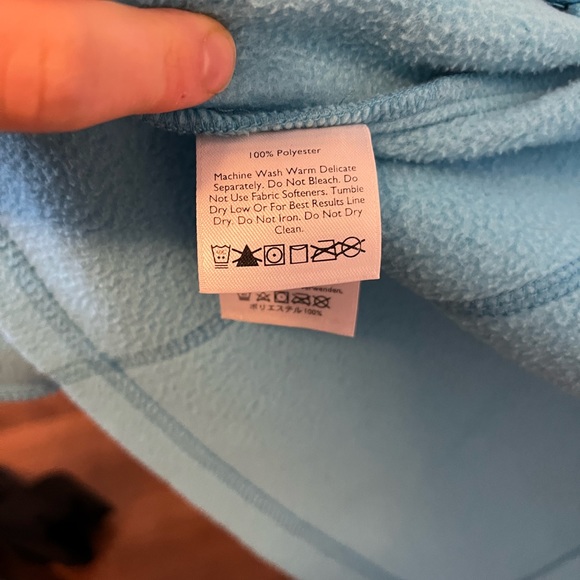 100% Polyester
Machine Wash Warm Delicate
Separately. Do Not Bleach. Do
Not Use Fabric Softeners. Tumble
Dry Low Or For Best Results Line
Dry. Do Not Iron. Do Not Dry
Clean.
ポリエステル100%